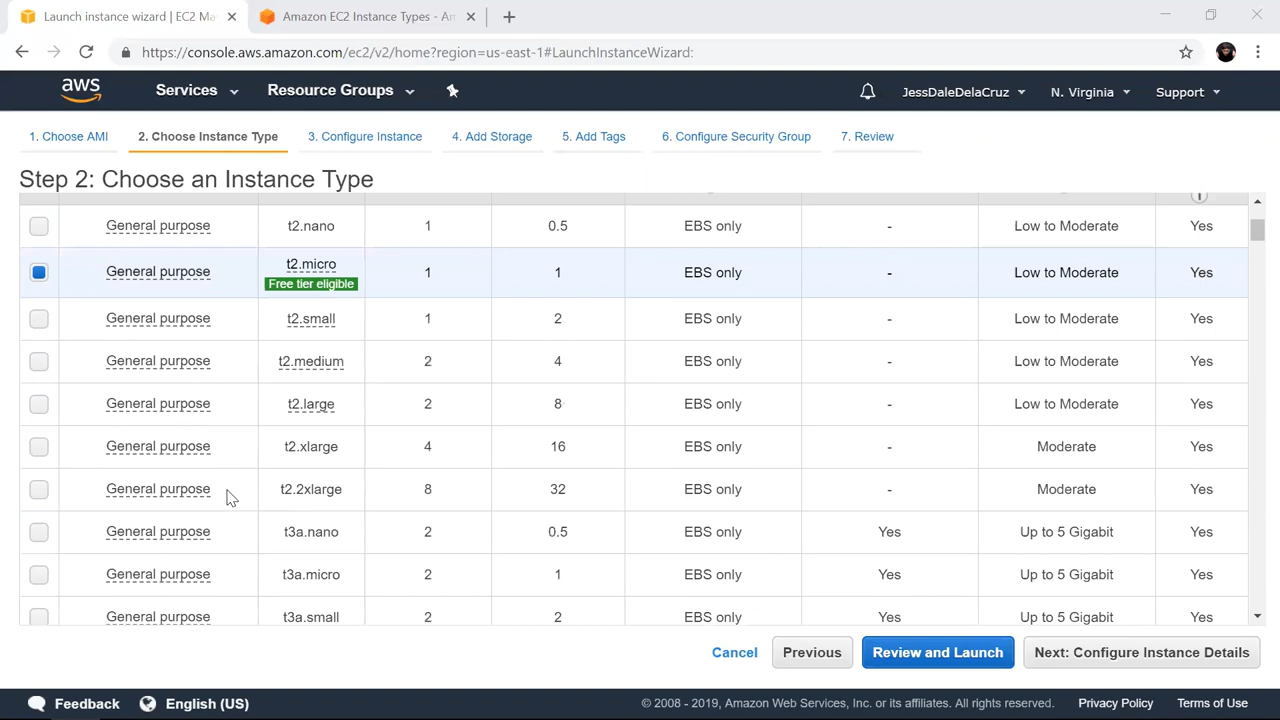 Launch instance wizard | EC2 Ma
Amazon EC2 Instance Types - Am
https://console.aws.amazon.com/ec2/v2/home?region=us-east-1#LaunchInstanceWizard:
aws Services Resource Groups JessDaleDelaCruz N. Virginia Support
1. Choose AMI 2. Choose Instance Type 3. Configure Instance 4. Add Storage 5. Add Tags 6. Configure Security Group 7. Review
Step 2: Choose an Instance Type
General purpose t2.nano 1 0.5 EBS only - Low to Moderate Yes
General purpose t2.micro 1 1 EBS only - Low to Moderate Yes
Free tier eligible
General purpose t2.small 1 2 EBS only - Low to Moderate Yes
General purpose t2.medium 2 4 EBS only - Low to Moderate Yes
General purpose t2.large 2 8 EBS only - Low to Moderate Yes
General purpose t2.xlarge 4 16 EBS only - Moderate Yes
General purpose t2.2xlarge 8 32 EBS only - Moderate Yes
General purpose t3a.nano 2 0.5 EBS only Yes Up to 5 Gigabit Yes
General purpose t3a.micro 2 1 EBS only Yes Up to 5 Gigabit Yes
General purpose t3a.small 2 2 EBS only Yes Up to 5 Gigabit Yes
Cancel Previous Review and Launch Next: Configure Instance Details
Feedback English (US) © 2008 - 2019, Amazon Web Services, Inc. or its affiliates. All rights reserved. Privacy Policy Terms of Use